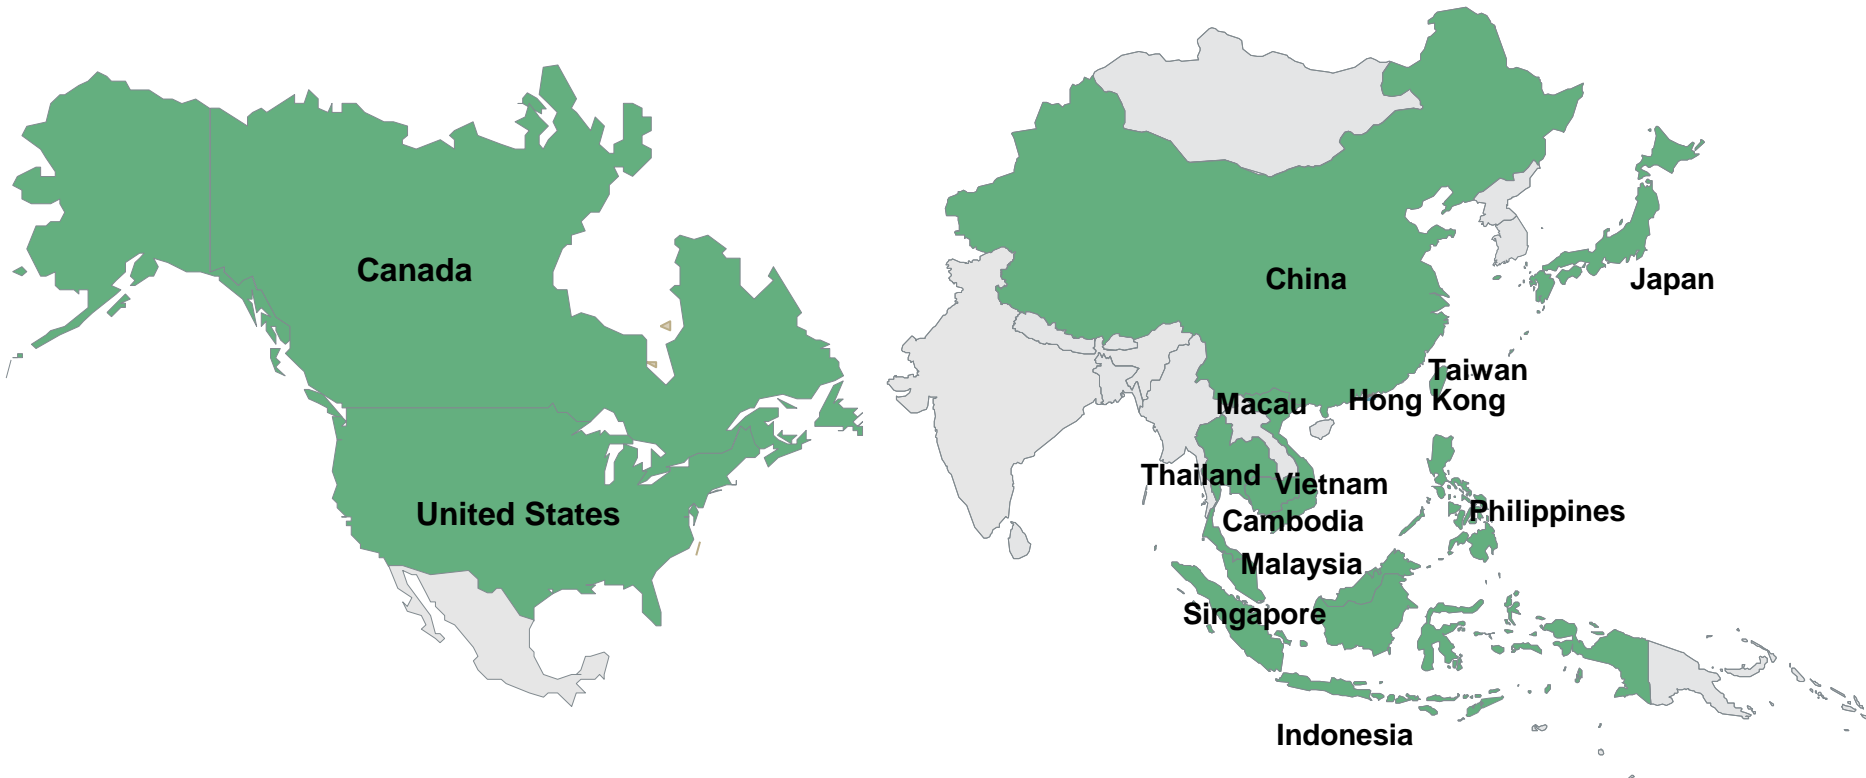 Canada
United States
China
Japan
Taiwan
Hong Kong
Macau
Thailand
Vietnam
Philippines
Cambodia
Malaysia
Singapore
Indonesia